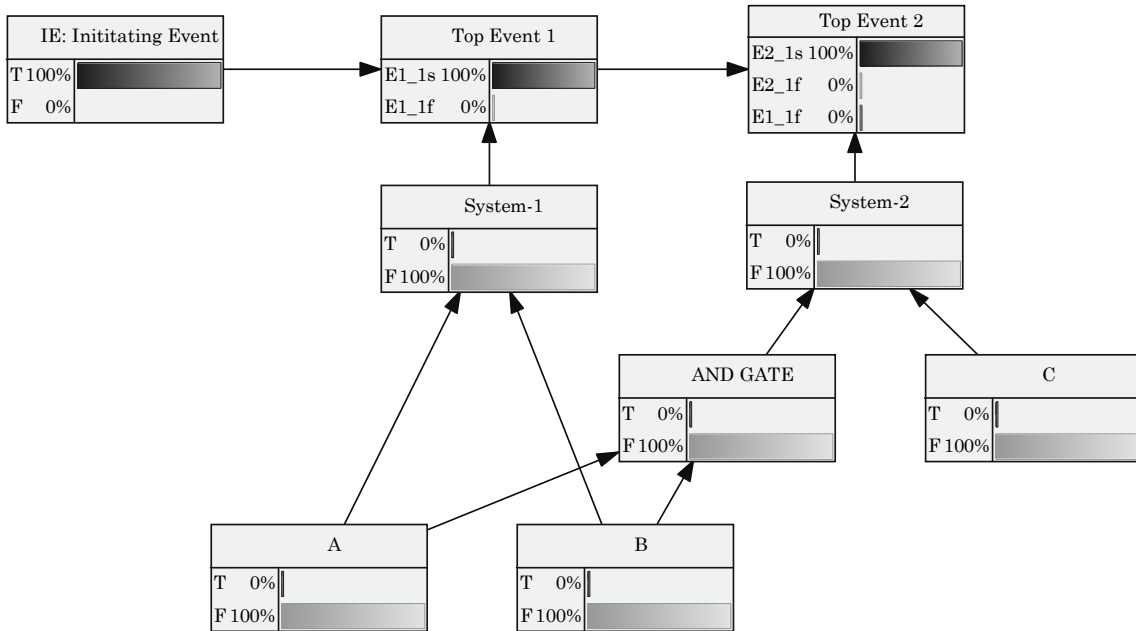 IE: Inititating Event
T 100%
F 0%
Top Event 1
E1_1s 100%
E1_1f 0%
Top Event 2
E2_1s 100%
E2_1f 0%
E1_1f 0%
System-1
T 0%
F 100%
System-2
T 0%
F 100%
AND GATE
T 0%
F 100%
C
T 0%
F 100%
A
T 0%
F 100%
B
T 0%
F 100%